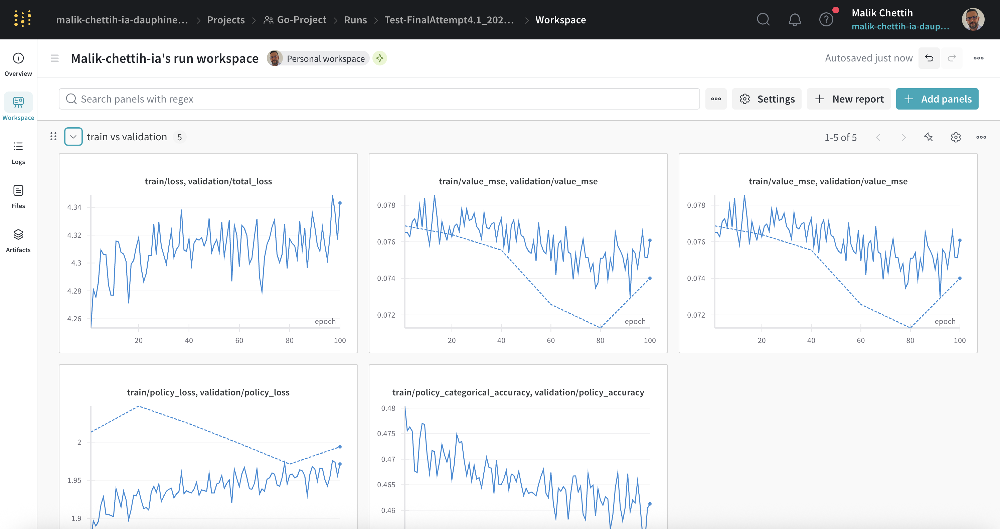 malik-chettih-ia-dauphine... > Projects > Go-Project > Runs > Test-FinalAttempt4.1_202... > Workspace
Malik Chettih
malik-chettih-ia-daup...
Overview
Workspace
Logs
Files
Artifacts
Malik-chettih-ia's run workspace
Personal workspace
Autosaved just now
Search panels with regex
Settings
New report
Add panels
train vs validation 5
1-5 of 5
train/loss, validation/total_loss
4.34
4.32
4.3
4.28
4.26
epoch
20 40 60 80 100
train/value_mse, validation/value_mse
0.078
0.076
0.074
0.072
epoch
20 40 60 80 100
train/value_mse, validation/value_mse
0.078
0.076
0.074
0.072
epoch
20 40 60 80 100
train/policy_loss, validation/policy_loss
2
1.95
1.9
train/policy_categorical_accuracy, validation/policy_accuracy
0.48
0.475
0.47
0.465
0.46